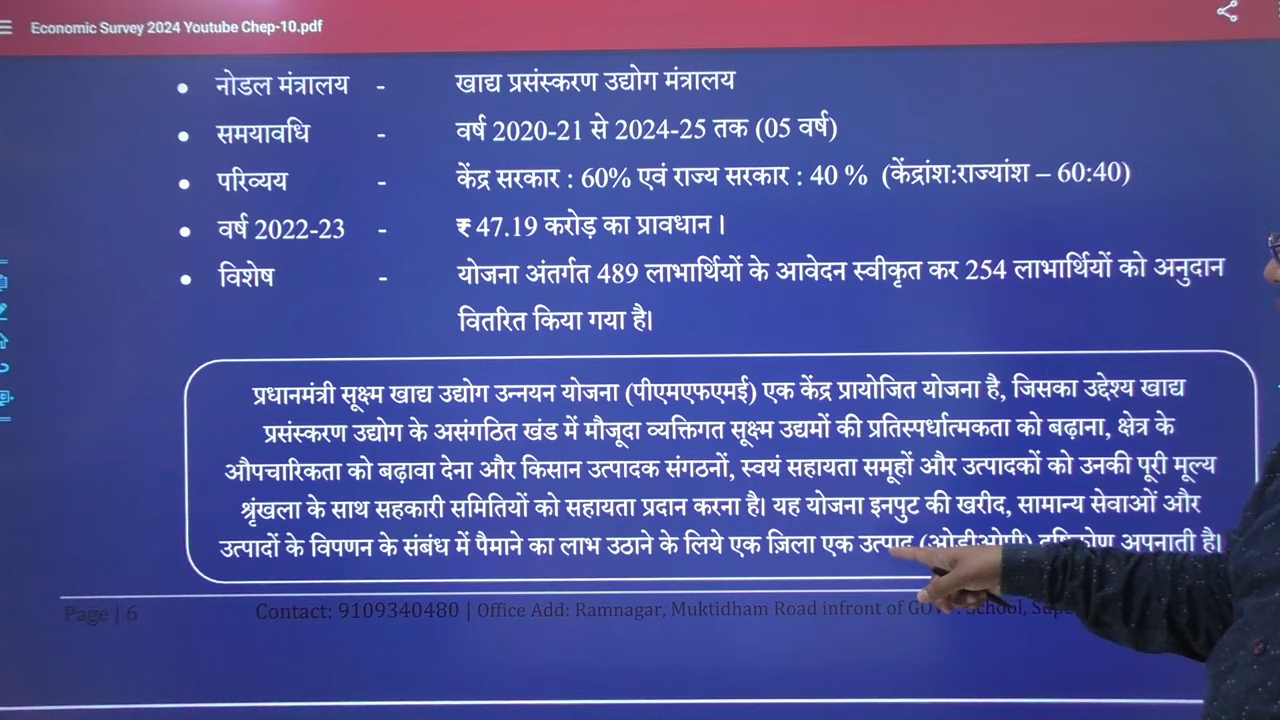 Economic Survey 2024 Youtube Chep-10.pdf
• नोडल मंत्रालय - खाद्य प्रसंस्करण उद्योग मंत्रालय
• समयावधि - वर्ष 2020-21 से 2024-25 तक (05 वर्ष)
• परिव्यय - केंद्र सरकार : 60% एवं राज्य सरकार : 40 % (केंद्रांश:राज्यांश – 60:40)
• वर्ष 2022-23 - ₹ 47.19 करोड़ का प्रावधान ।
• विशेष - योजना अंतर्गत 489 लाभार्थियों के आवेदन स्वीकृत कर 254 लाभार्थियों को अनुदान
वितरित किया गया है।
प्रधानमंत्री सूक्ष्म खाद्य उद्योग उन्नयन योजना (पीएमएफएमई) एक केंद्र प्रायोजित योजना है, जिसका उद्देश्य खाद्य
प्रसंस्करण उद्योग के असंगठित खंड में मौजूदा व्यक्तिगत सूक्ष्म उद्यमों की प्रतिस्पर्धात्मकता को बढ़ाना, क्षेत्र के
औपचारिकता को बढ़ावा देना और किसान उत्पादक संगठनों, स्वयं सहायता समूहों और उत्पादकों को उनकी पूरी मूल्य
श्रृंखला के साथ सहकारी समितियों को सहायता प्रदान करना है। यह योजना इनपुट की खरीद, सामान्य सेवाओं और
उत्पादों के विपणन के संबंध में पैमाने का लाभ उठाने के लिये एक ज़िला एक उत्पाद (ओडीओपी) दृष्टिकोण अपनाती है।
Page | 6 Contact: 9109340480 | Office Add: Ramnagar, Muktidham Road infront of School,